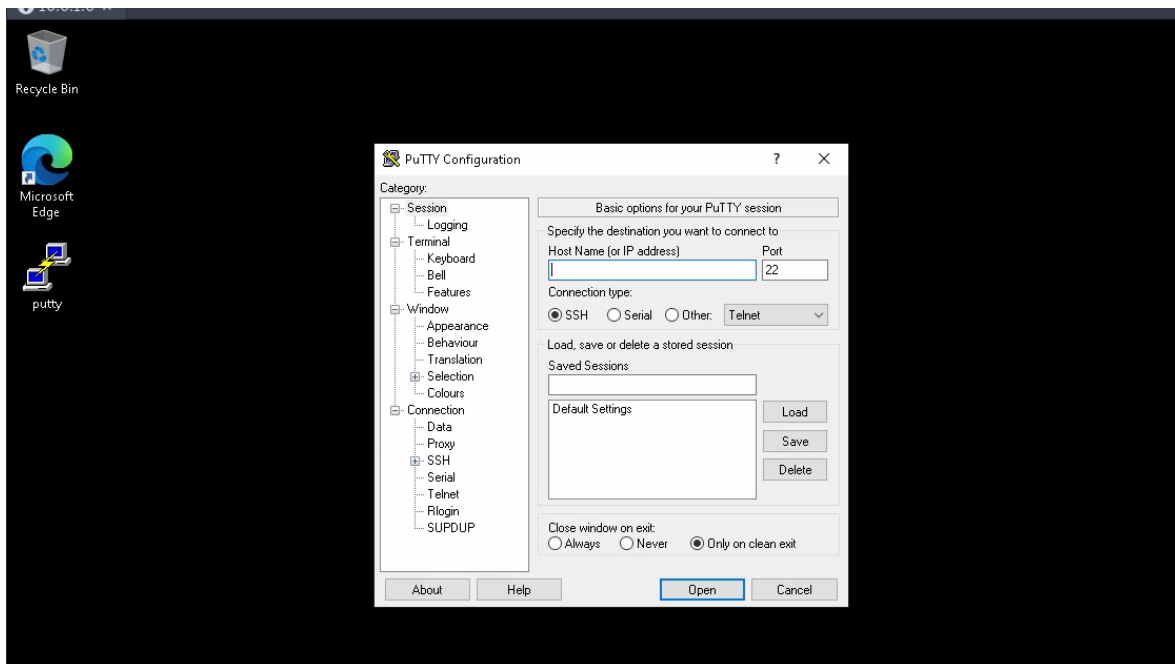 Recycle Bin
Microsoft
Edge
putty
PuTTY Configuration
?
Category:
Session
Logging
Terminal
Keyboard
Bell
Features
Window
Appearance
Behaviour
Translation
Selection
Colours
Connection
Data
Proxy
SSH
Serial
Telnet
Rlogin
SUPDUP
Basic options for your PuTTY session
Specify the destination you want to connect to
Host Name (or IP address) Port
22
Connection type:
SSH Serial Other: Telnet
Load, save or delete a stored session
Saved Sessions
Default Settings
Load
Save
Delete
Close window on exit:
Always Never Only on clean exit
About Help Open Cancel